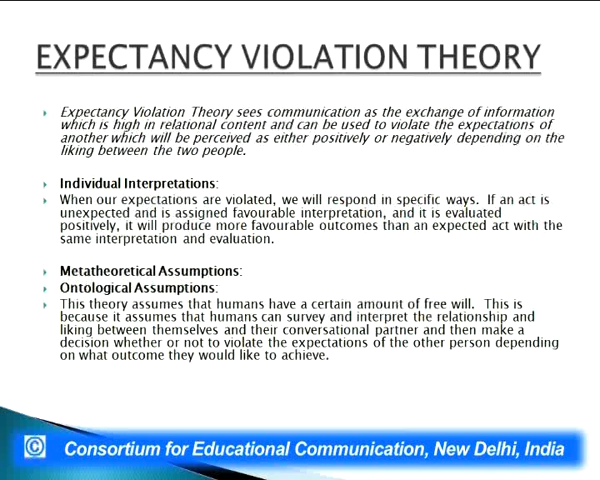 EXPECTANCY VIOLATION THEORY
Expectancy Violation Theory sees communication as the exchange of information
which is high in relational content and can be used to violate the expectations of
another which will be perceived as either positively or negatively depending on the
liking between the two people.
Individual Interpretations:
When our expectations are violated, we will respond in specific ways. If an act is
unexpected and is assigned favourable interpretation, and it is evaluated
positively, it will produce more favourable outcomes than an expected act with the
same interpretation and evaluation.
Metatheoretical Assumptions:
Ontological Assumptions:
This theory assumes that humans have a certain amount of free will. This is
because it assumes that humans can survey and interpret the relationship and
liking between themselves and their conversational partner and then make a
decision whether or not to violate the expectations of the other person depending
on what outcome they would like to achieve.
© Consortium for Educational Communication, New Delhi, India